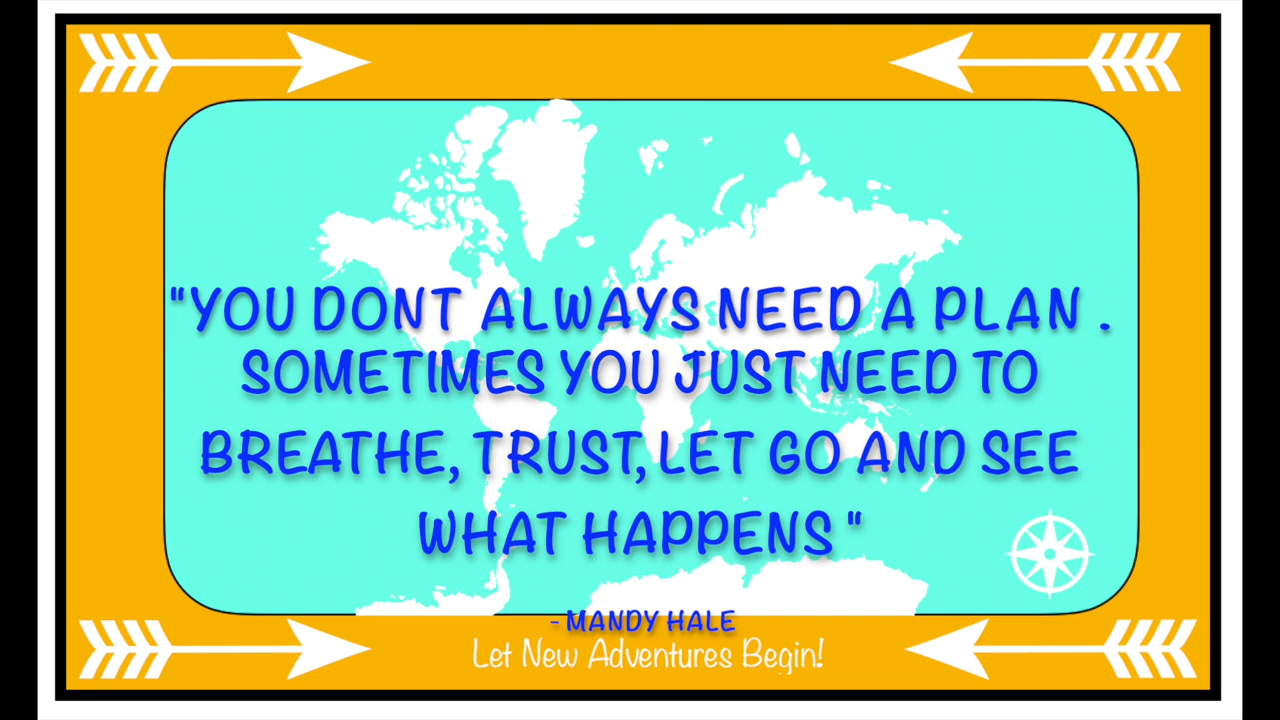 "YOU DONT ALWAYS NEED A PLAN .
SOMETIMES YOU JUST NEED TO
BREATHE, TRUST, LET GO AND SEE
WHAT HAPPENS "
- MANDY HALE
Let New Adventures Begin!